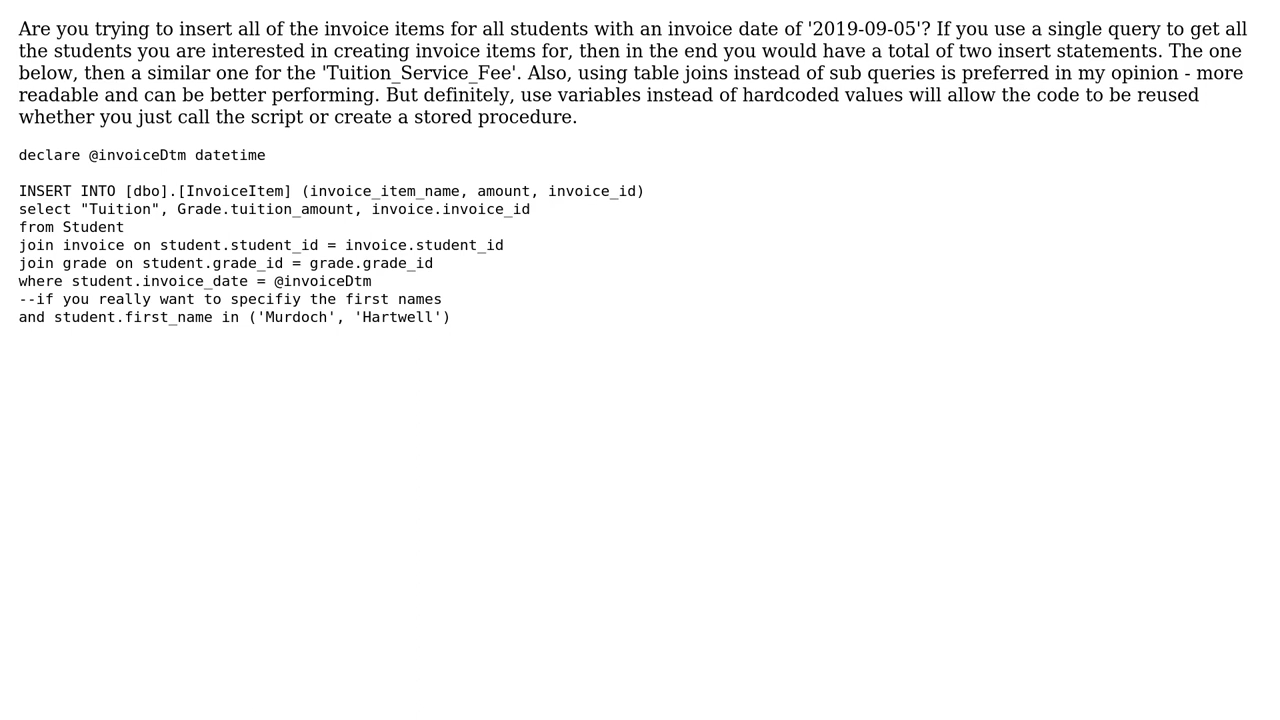 Are you trying to insert all of the invoice items for all students with an invoice date of '2019-09-05'? If you use a single query to get all
the students you are interested in creating invoice items for, then in the end you would have a total of two insert statements. The one
below, then a similar one for the 'Tuition_Service_Fee'. Also, using table joins instead of sub queries is preferred in my opinion - more
readable and can be better performing. But definitely, use variables instead of hardcoded values will allow the code to be reused
whether you just call the script or create a stored procedure.
declare @invoiceDtm datetime
INSERT INTO [dbo].[InvoiceItem] (invoice_item_name, amount, invoice_id)
select "Tuition", Grade.tuition_amount, invoice.invoice_id
from Student
join invoice on student.student_id = invoice.student_id
join grade on student.grade_id = grade.grade_id
where student.invoice_date = @invoiceDtm
--if you really want to specifiy the first names
and student.first_name in ('Murdoch', 'Hartwell')